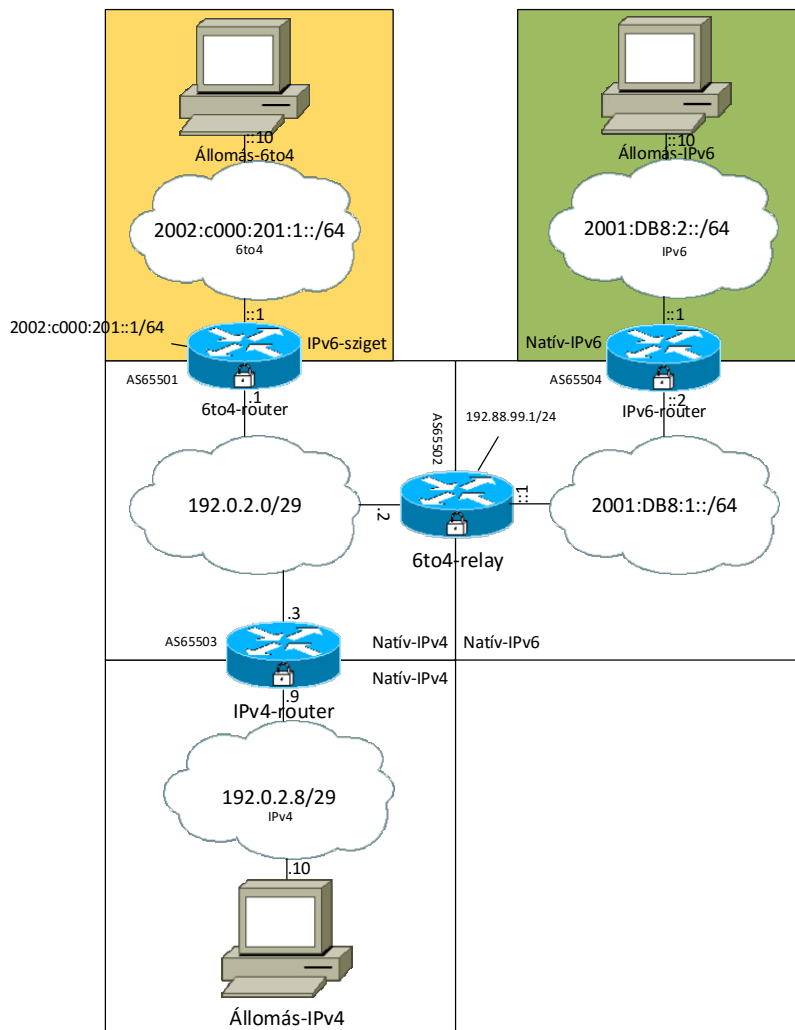 ::10
Állomás-6to4
2002:c000:201:1::/64
6to4
::1
2002:c000:201::1/64
IPv6-sziget
AS65501
6to4-router
.1
::10
Állomás-IPv6
2001:DB8:2::/64
IPv6
::1
Natív-IPv6
AS65504
IPv6-router
::2
AS65502
192.88.99.1/24
192.0.2.0/29
.2
::1
2001:DB8:1::/64
6to4-relay
.3
AS65503
Natív-IPv4
Natív-IPv6
Natív-IPv4
.9
IPv4-router
192.0.2.8/29
IPv4
.10
Állomás-IPv4